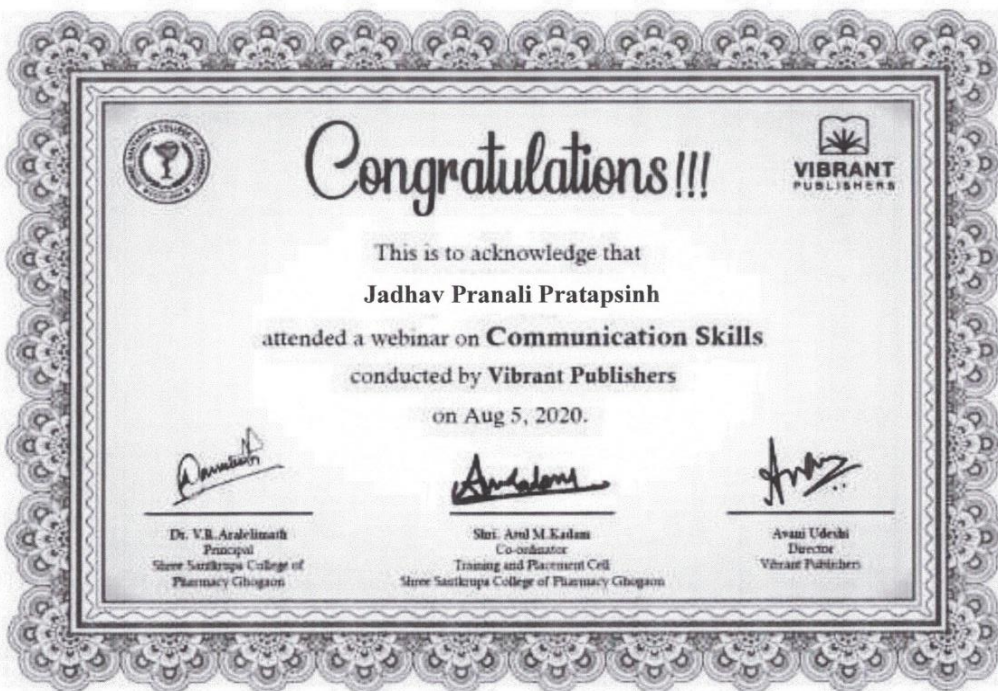 Congratulations!!!
VIBRANT
PUBLISHERS
This is to acknowledge that
Jadhav Pranali Pratapsinh
attended a webinar on Communication Skills
conducted by Vibrant Publishers
on Aug 5, 2020.
Dr. V.R.Aralelimath
Principal
Shree Santkrupa College of
Pharmacy Ghogaon
Shri. Atul M.Kadam
Co-ordinator
Training and Placement Cell
Shree Santkrupa College of Pharmacy Ghogaon
Avani Udeshi
Director
Vibrant Publishers